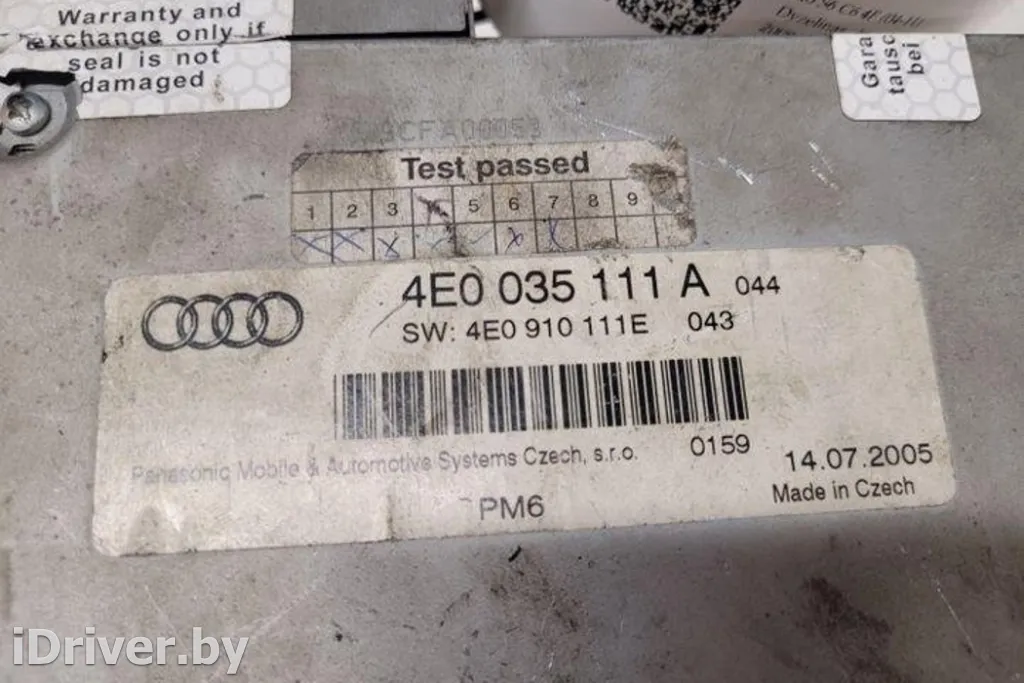 Warranty and
exchange only if
seal is not
damaged
Garan
tausc
bei
Test passed
1 2 3 5 6 7 8 9
4E0 035 111 A 044
SW: 4E0 910 111E 043
Panasonic Mobile & Automotive Systems Czech, s.r.o. 0159 14.07.2005
PM6 Made in Czech
iDriver.by